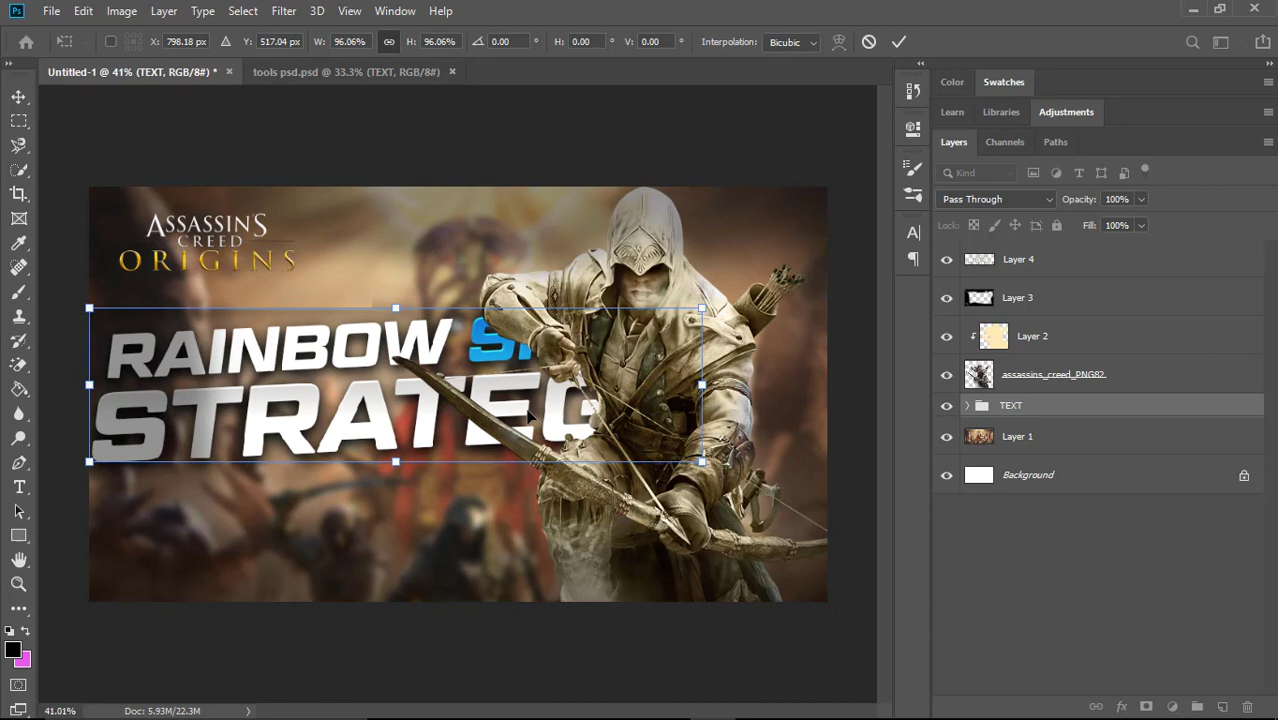 Ps File Edit Image Layer Type Select Filter 3D View Window Help
X: 798.18 px Y: 517.04 px W: 96.06% H: 96.06% 0.00 ° H: 0.00 ° V: 0.00 ° Interpolation: Bicubic
Untitled-1 @ 41% (TEXT, RGB/8#) * × tools psd.psd @ 33.3% (TEXT, RGB/8#) ×
Color Swatches
Learn Libraries Adjustments
Layers Channels Paths
Kind
Pass Through Opacity: 100%
Lock: Fill: 100%
Layer 4
Layer 3
Layer 2
assassins_creed_PNG82
TEXT
Layer 1
Background
ASSASSIN'S
CREED
ORIGINS
RAINBOW
STRATEG
41.01% Doc: 5.93M/22.3M